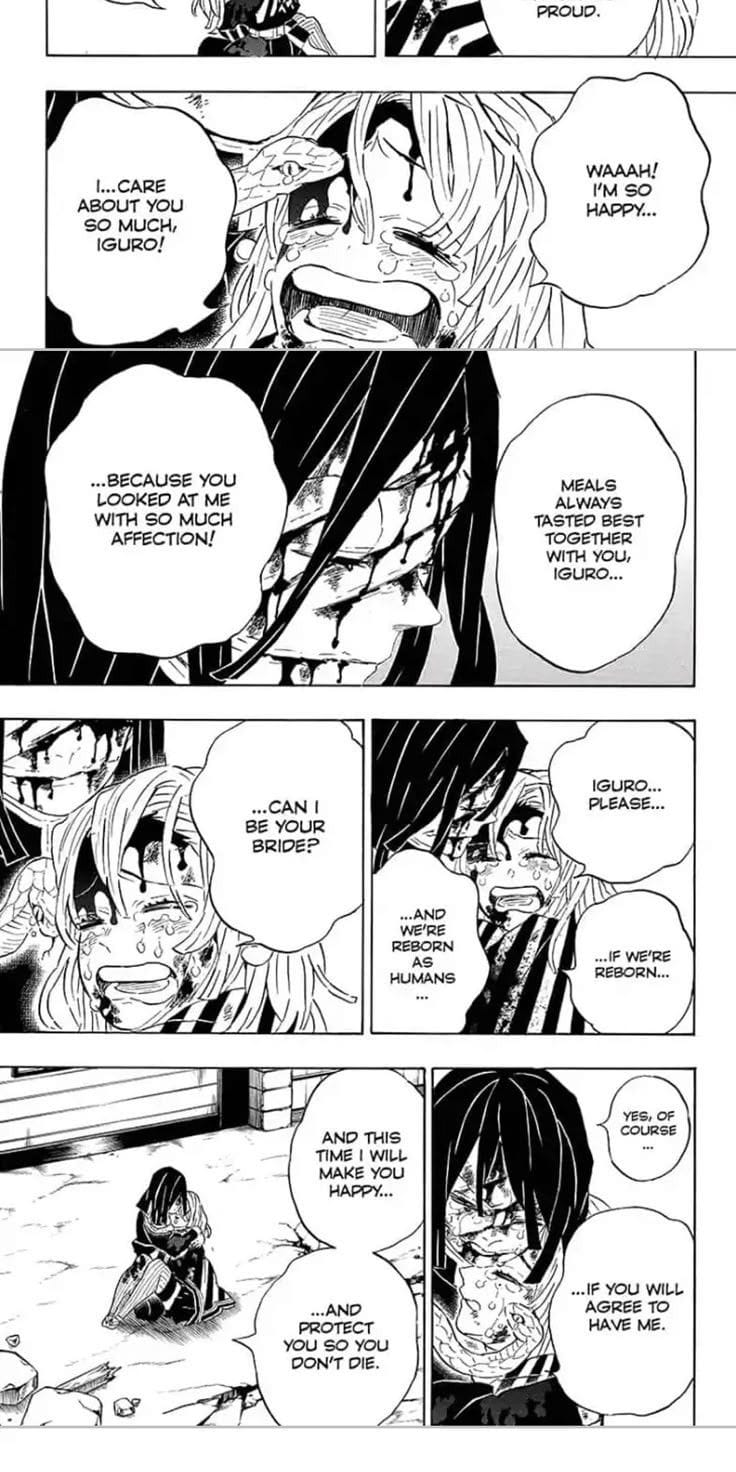 PROUD.
WAAAH!
I'M SO
HAPPY...
I...CARE
ABOUT YOU
SO MUCH,
IGURO!
MEALS
ALWAYS
TASTED BEST
TOGETHER
WITH YOU,
IGURO...
...BECAUSE YOU
LOOKED AT ME
WITH SO MUCH
AFFECTION!
IGURO...
PLEASE...
...IF WE'RE
REBORN...
...AND
WE'RE
REBORN
AS
HUMANS
...
...CAN I
BE YOUR
BRIDE?
YES, OF
COURSE
...
...IF YOU WILL
AGREE TO
HAVE ME.
AND THIS
TIME I WILL
MAKE YOU
HAPPY...
...AND
PROTECT
YOU SO YOU
DON'T DIE.